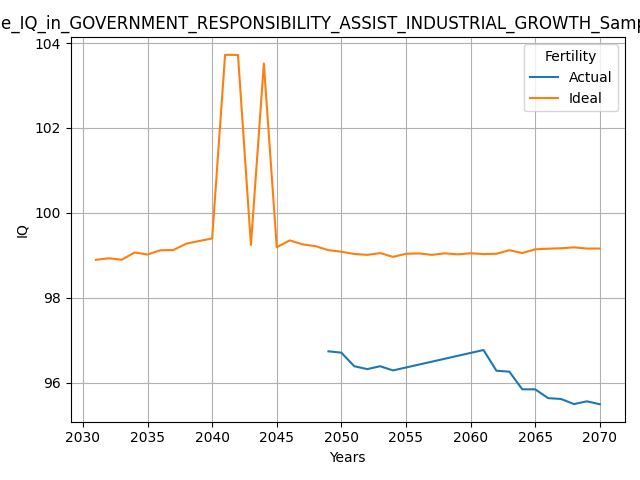 e_IQ_in_GOVERNMENT_RESPONSIBILITY_ASSIST_INDUSTRIAL_GROWTH_Samp
104
102
100
98
96
IQ
Fertility
Actual
Ideal
2030 2035 2040 2045 2050 2055 2060 2065 2070
Years